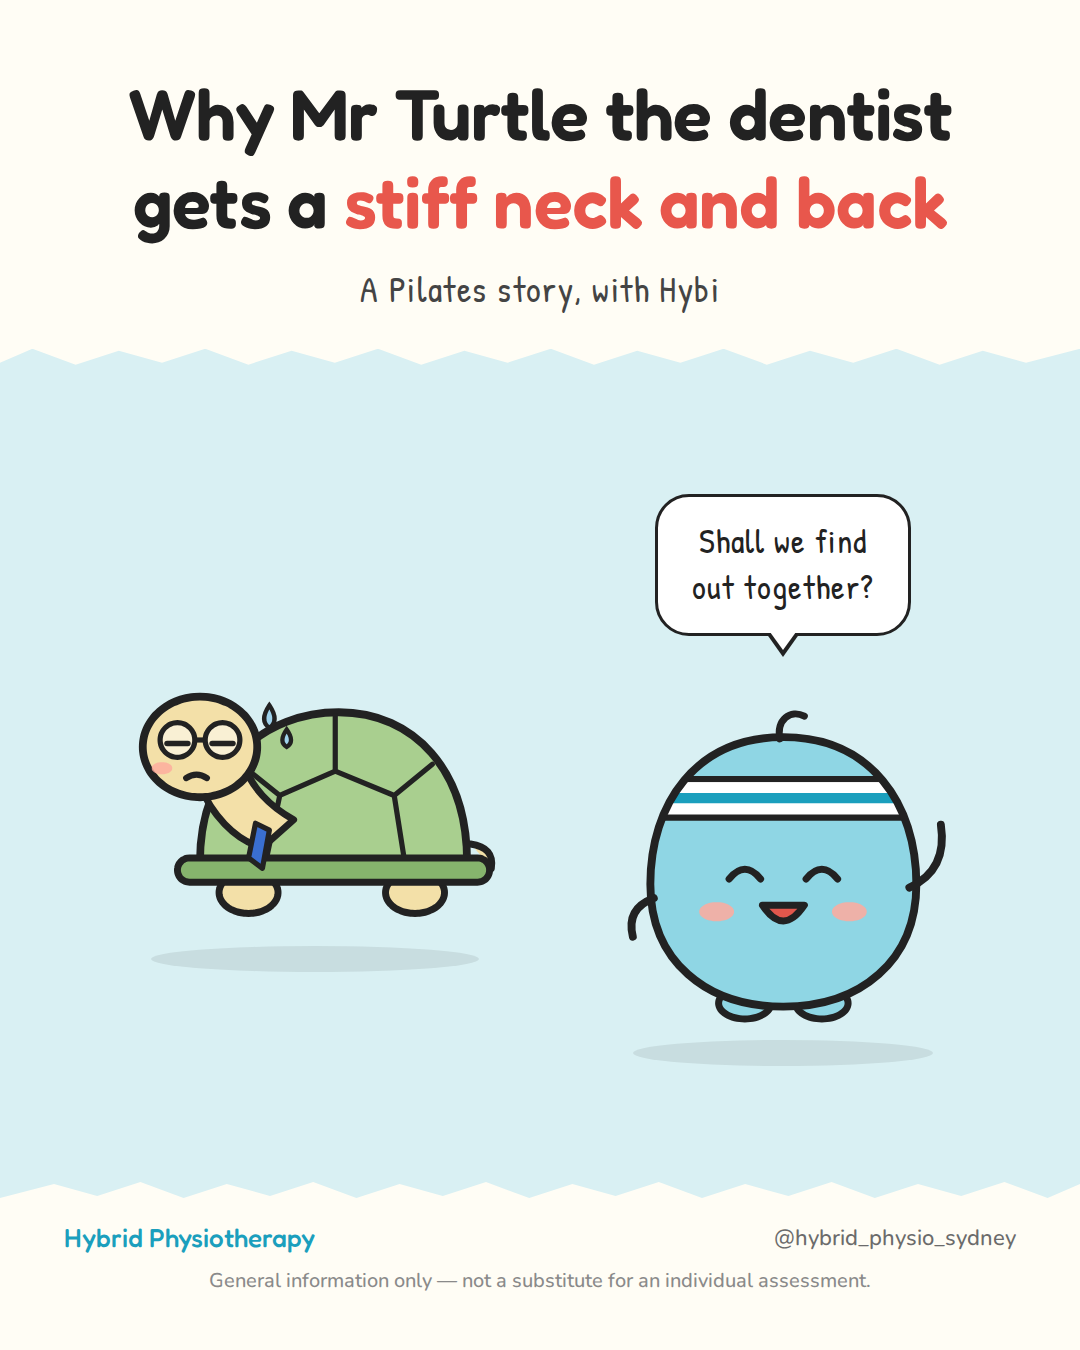 Why Mr Turtle the dentist
gets a stiff neck and back
A Pilates story, with Hybi
Shall we find
out together?
Hybrid Physiotherapy
@hybrid_physio_sydney
General information only — not a substitute for an individual assessment.